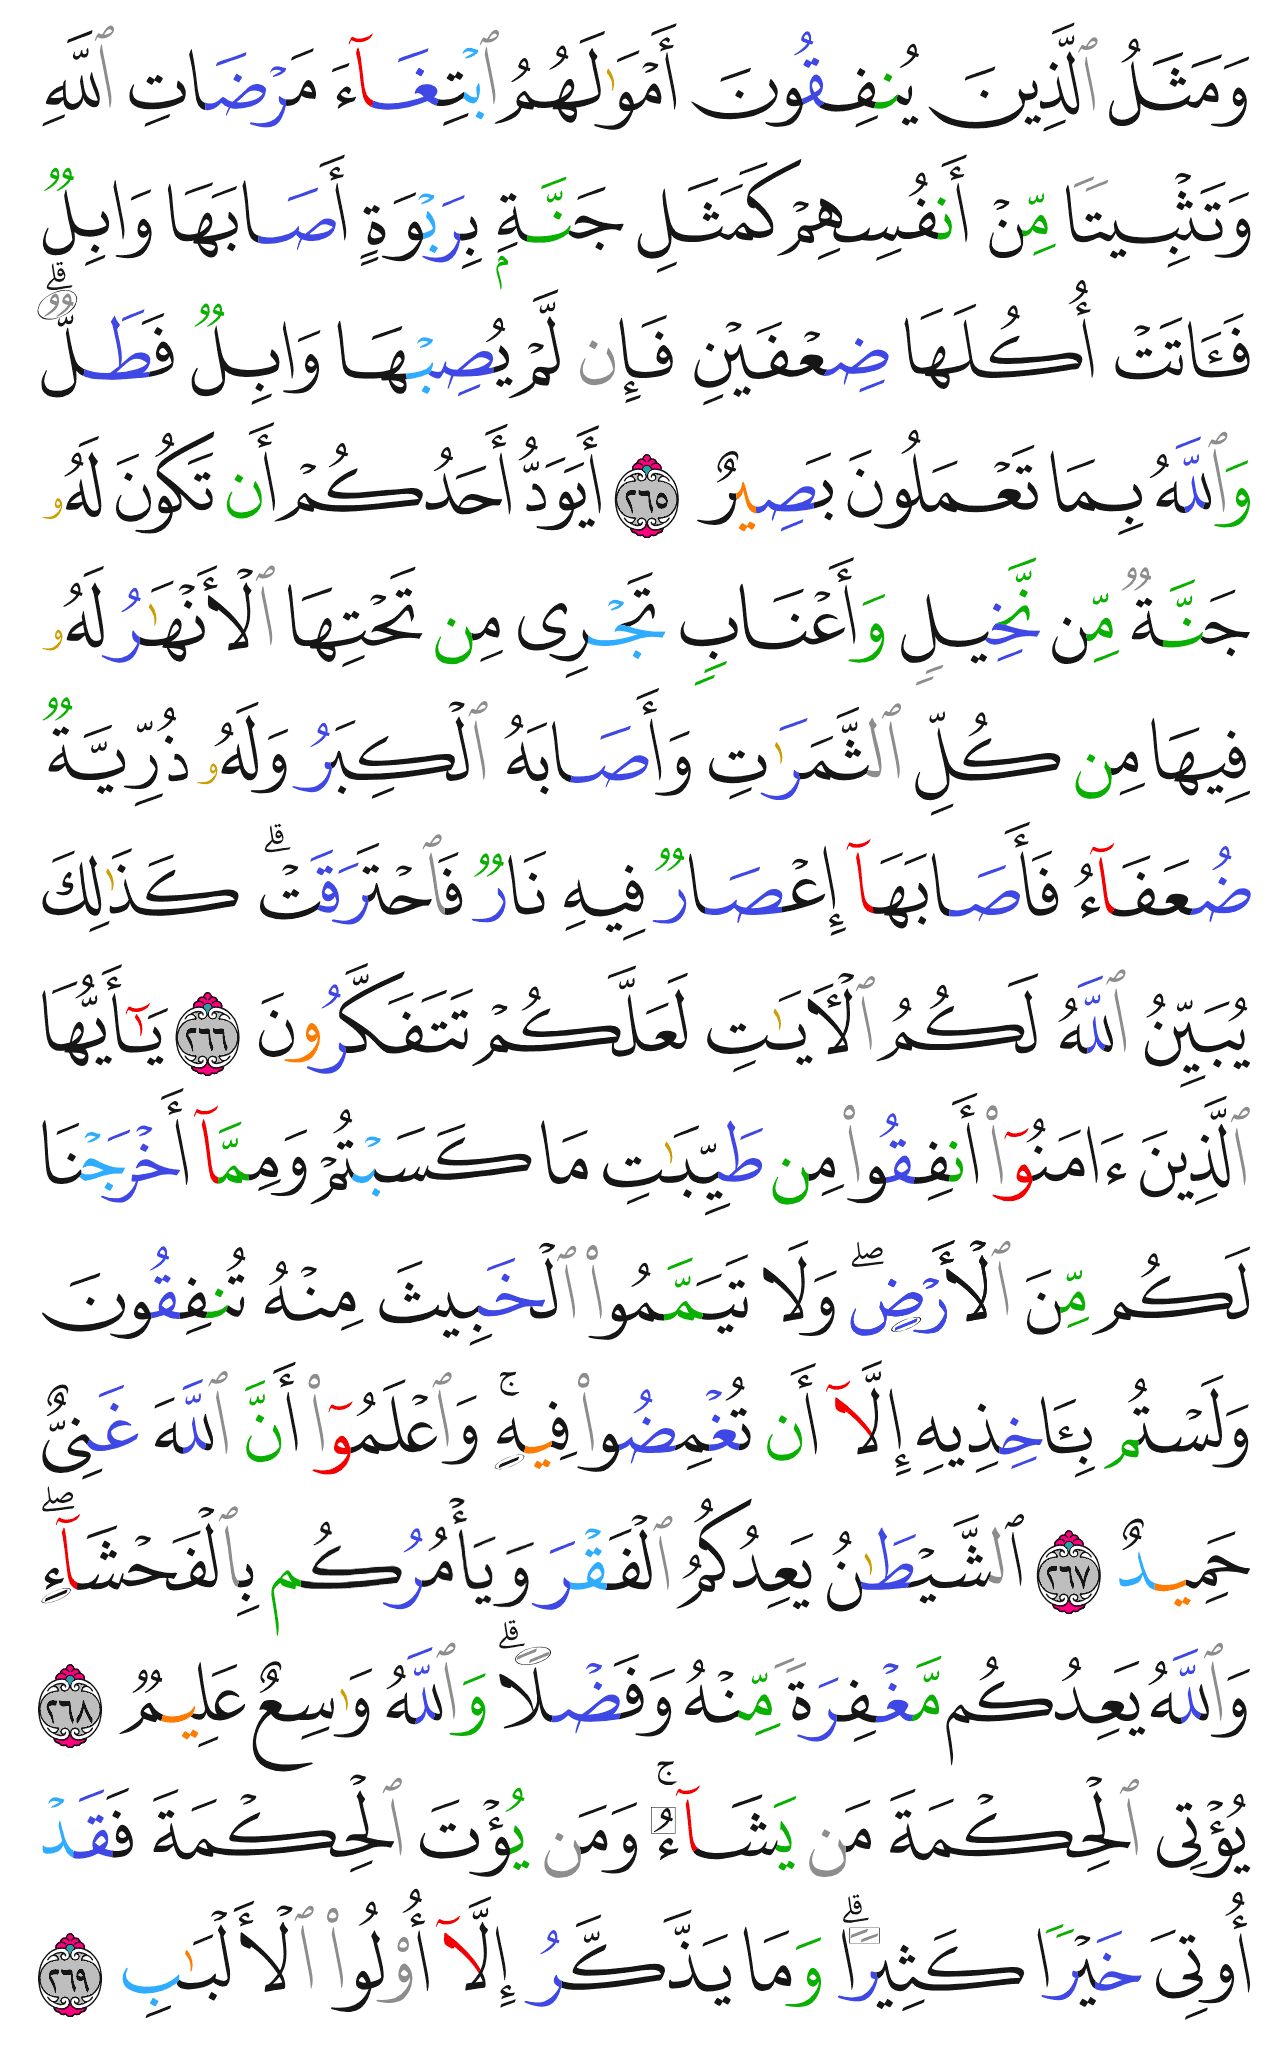 وَمَثَلُ ٱلَّذِينَ يُنفِقُونَ أَمْوَٰلَهُمُ ٱبْتِغَآءَ مَرْضَاتِ ٱللَّهِ
وَتَثْبِيتًا مِّنْ أَنفُسِهِمْ كَمَثَلِ جَنَّةٍۭ بِرَبْوَةٍ أَصَابَهَا وَابِلٌ
فَـَٔاتَتْ أُكُلَهَا ضِعْفَيْنِ فَإِن لَّمْ يُصِبْهَا وَابِلٌ فَطَلٌّ ۗ
وَٱللَّهُ بِمَا تَعْمَلُونَ بَصِيرٌ ٢٦٥ أَيَوَدُّ أَحَدُكُمْ أَن تَكُونَ لَهُۥ
جَنَّةٌ مِّن نَّخِيلٍ وَأَعْنَابٍ تَجْرِى مِن تَحْتِهَا ٱلْأَنْهَٰرُ لَهُۥ
فِيهَا مِن كُلِّ ٱلثَّمَرَٰتِ وَأَصَابَهُ ٱلْكِبَرُ وَلَهُۥ ذُرِّيَّةٌ
ضُعَفَآءُ فَأَصَابَهَآ إِعْصَارٌ فِيهِ نَارٌ فَٱحْتَرَقَتْ ۗ كَذَٰلِكَ
يُبَيِّنُ ٱللَّهُ لَكُمُ ٱلْـَٔايَٰتِ لَعَلَّكُمْ تَتَفَكَّرُونَ ٢٦٦ يَـٰٓأَيُّهَا
ٱلَّذِينَ ءَامَنُوٓا۟ أَنفِقُوا۟ مِن طَيِّبَٰتِ مَا كَسَبْتُمْ وَمِمَّآ أَخْرَجْنَا
لَكُم مِّنَ ٱلْأَرْضِ ۖ وَلَا تَيَمَّمُوا۟ ٱلْخَبِيثَ مِنْهُ تُنفِقُونَ
وَلَسْتُم بِـَٔاخِذِيهِ إِلَّآ أَن تُغْمِضُوا۟ فِيهِ ۚ وَٱعْلَمُوٓا۟ أَنَّ ٱللَّهَ غَنِىٌّ
حَمِيدٌ ٢٦٧ ٱلشَّيْطَٰنُ يَعِدُكُمُ ٱلْفَقْرَ وَيَأْمُرُكُم بِٱلْفَحْشَآءِ ۖ
وَٱللَّهُ يَعِدُكُم مَّغْفِرَةً مِّنْهُ وَفَضْلًا ۗ وَٱللَّهُ وَٰسِعٌ عَلِيمٌ ٢٦٨
يُؤْتِى ٱلْحِكْمَةَ مَن يَشَآءُ ۚ وَمَن يُؤْتَ ٱلْحِكْمَةَ فَقَدْ
أُوتِىَ خَيْرًا كَثِيرًا ۗ وَمَا يَذَّكَّرُ إِلَّآ أُو۟لُوا۟ ٱلْأَلْبَٰبِ ٢٦٩